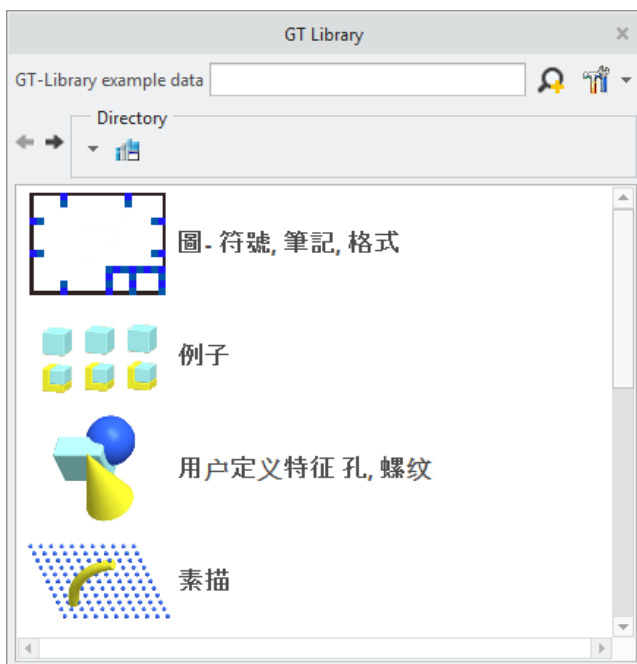 GT Library
GT-Library example data
Directory
圖- 符號, 筆記, 格式
例子
用户定义特征 孔, 螺纹
素描